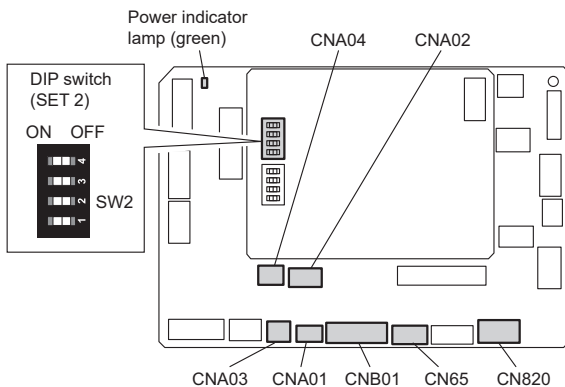 Power indicator
lamp (green)
CNA04
CNA02
DIP switch
(SET 2)
ON OFF
4
3
2
1
SW2
CNA03 CNA01 CNB01 CN65 CN820